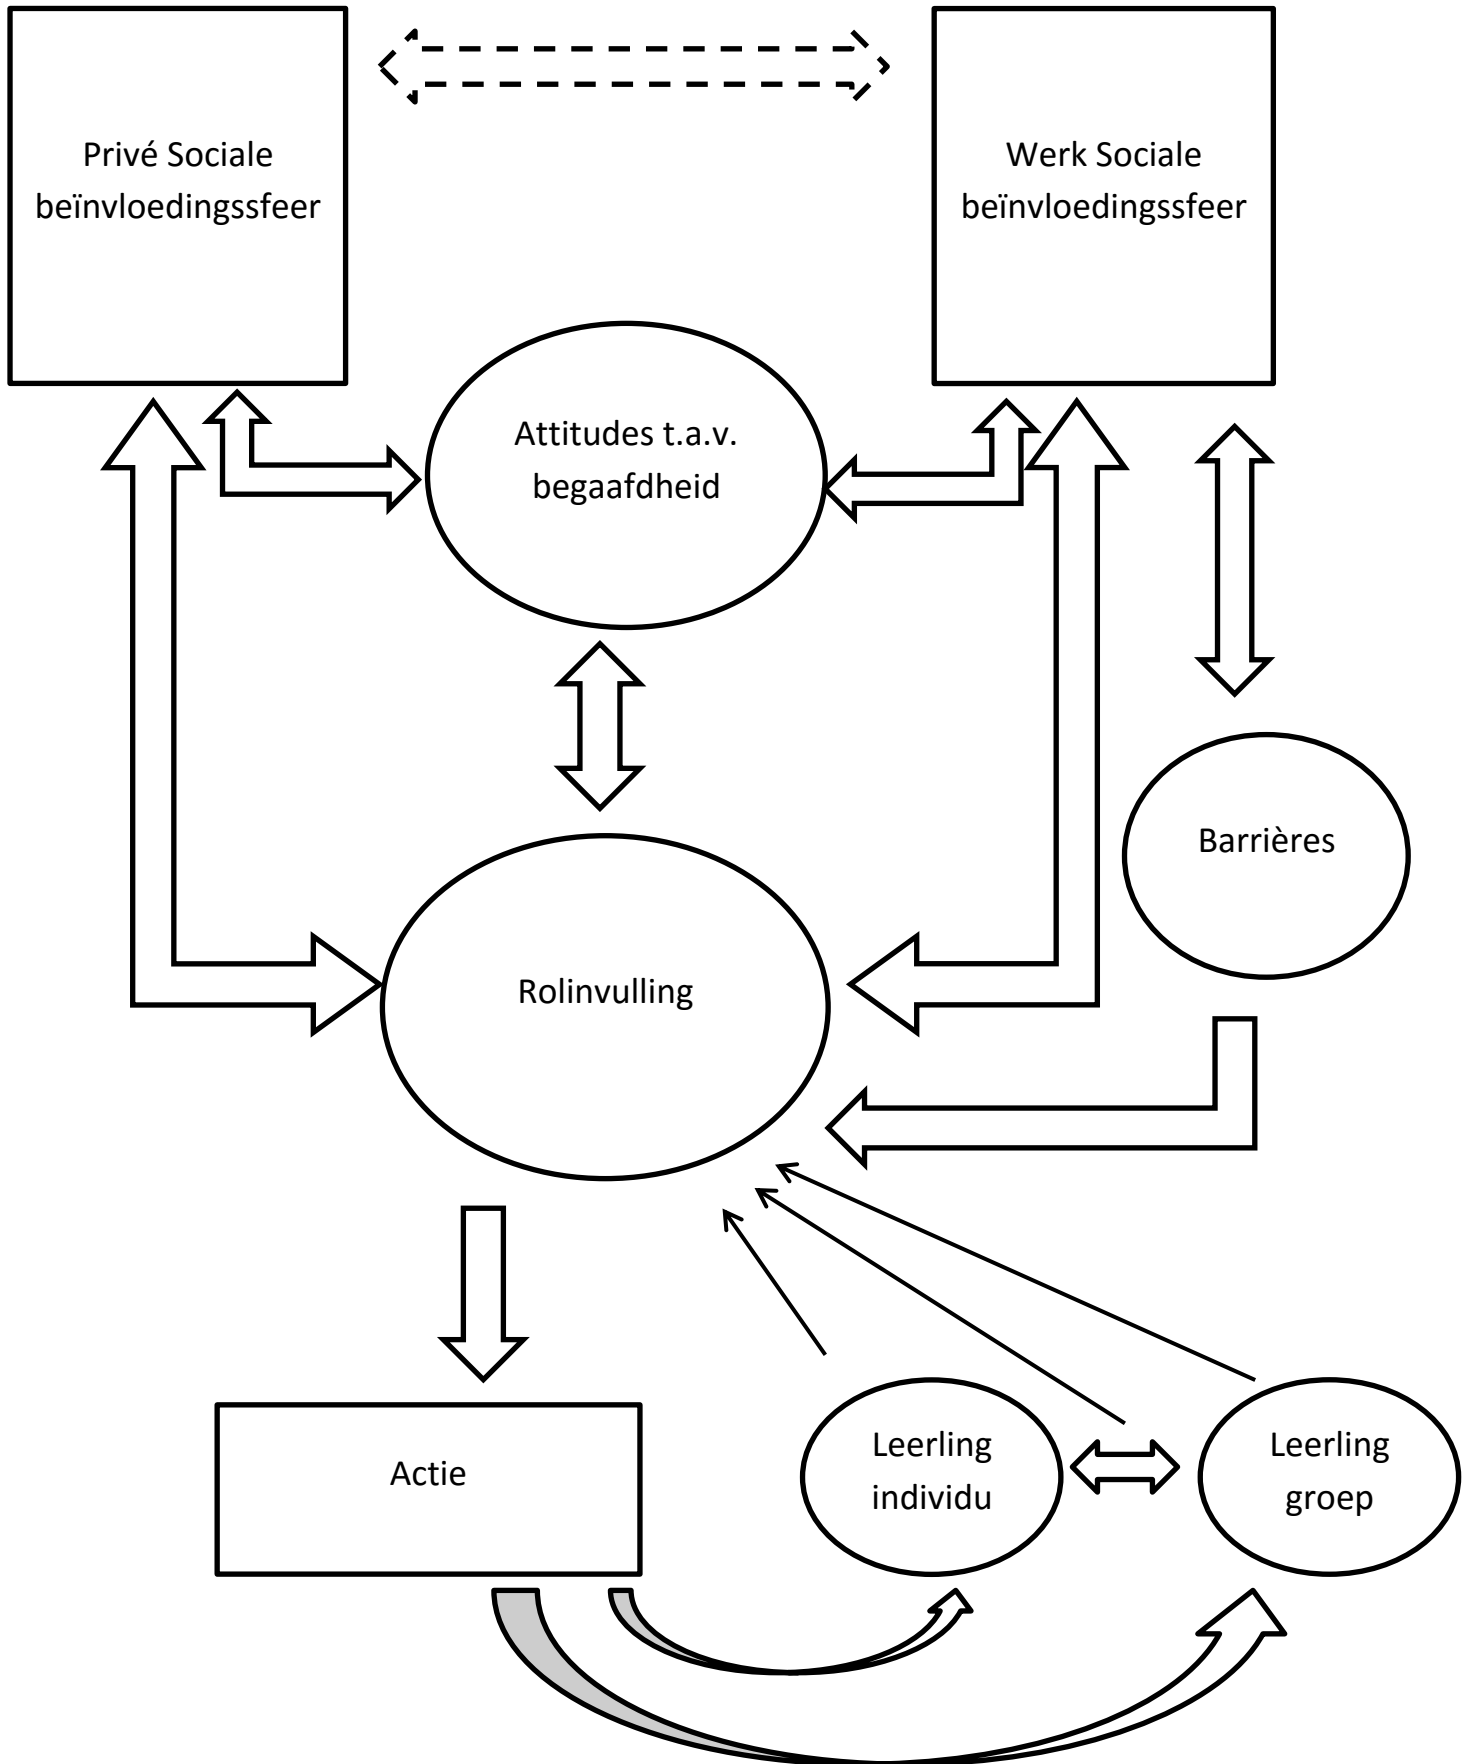 Privé Sociale
beïnvloedingssfeer
Werk Sociale
beïnvloedingssfeer
Attitudes t.a.v.
begaafdheid
Barrières
Rolinvulling
Actie
Leerling
individu
Leerling
groep